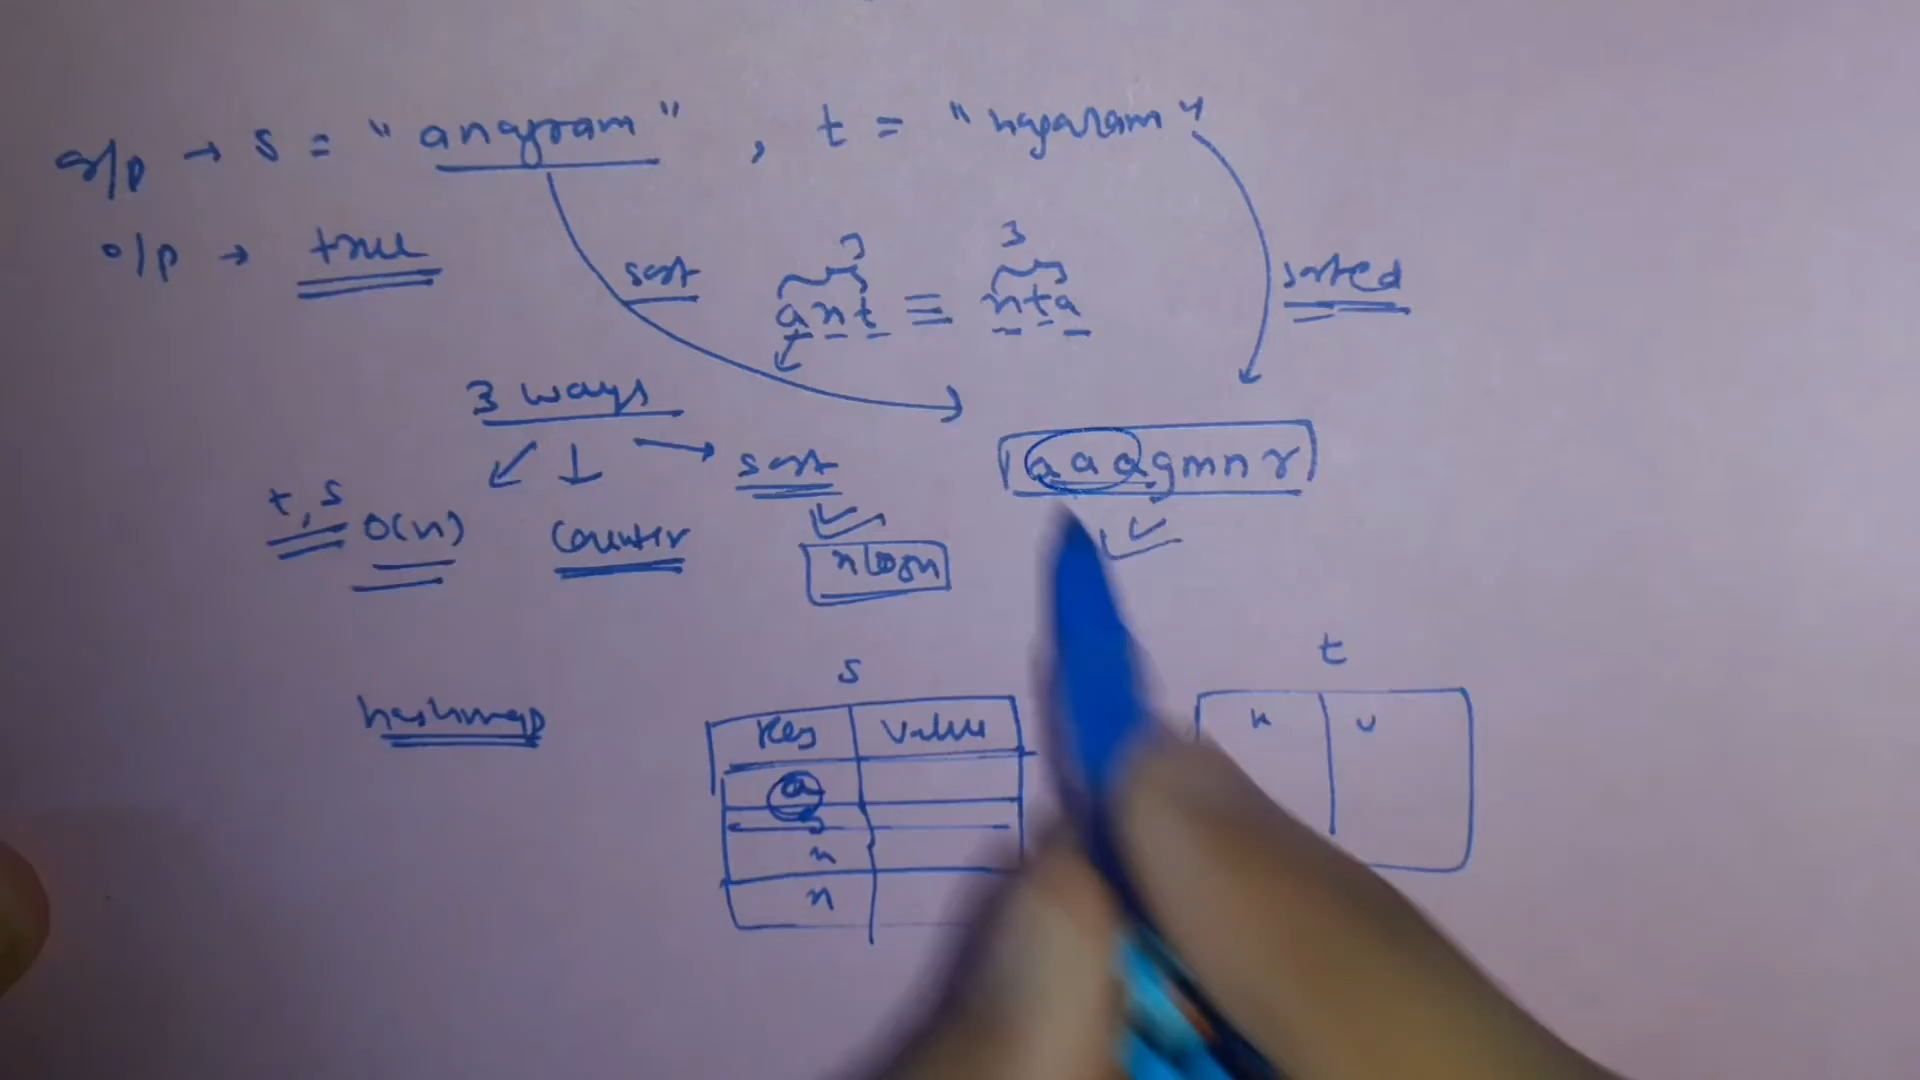 i/p → s = "anagram" , t = "nagaram"
o/p → true
sort
3 3
ant ≡ nta
sorted
3 ways
sort
aaagmnr
t, s O(n)
Counter
nlogn
hashmap
s
t
Key Value
k v
a
n
n